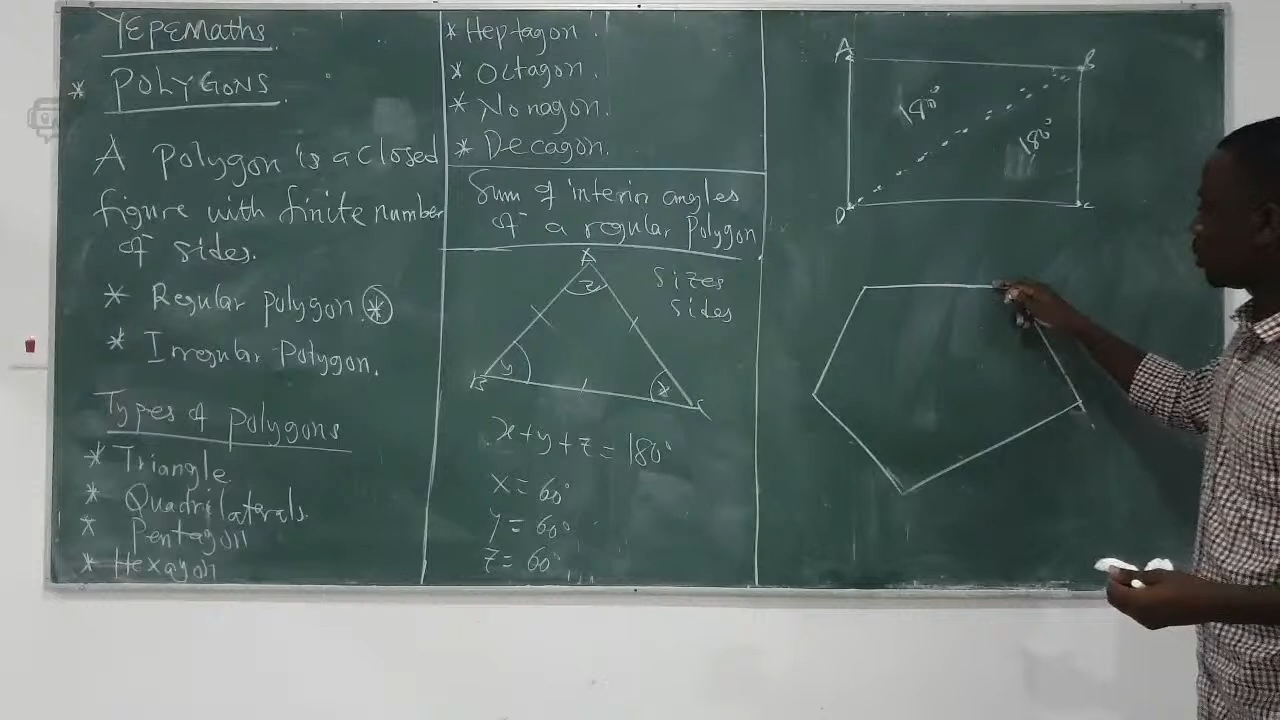 YEPEMaths
* POLYGONS
A polygon is a closed
figure with finite number
of sides.
* Regular polygon. *
* Irregular Polygon.
Types of polygons
* Triangle
* Quadrilaterals.
* Pentagon
* Hexagon
* Heptagon.
* Octagon.
* Nonagon.
* Decagon.
Sum of interior angles
of a regular Polygon
A
Sizes
sides
z
B
y
x
C
x+y+z=180°
x=60°
y=60°
z=60°
A
B
180°
180°
D
C